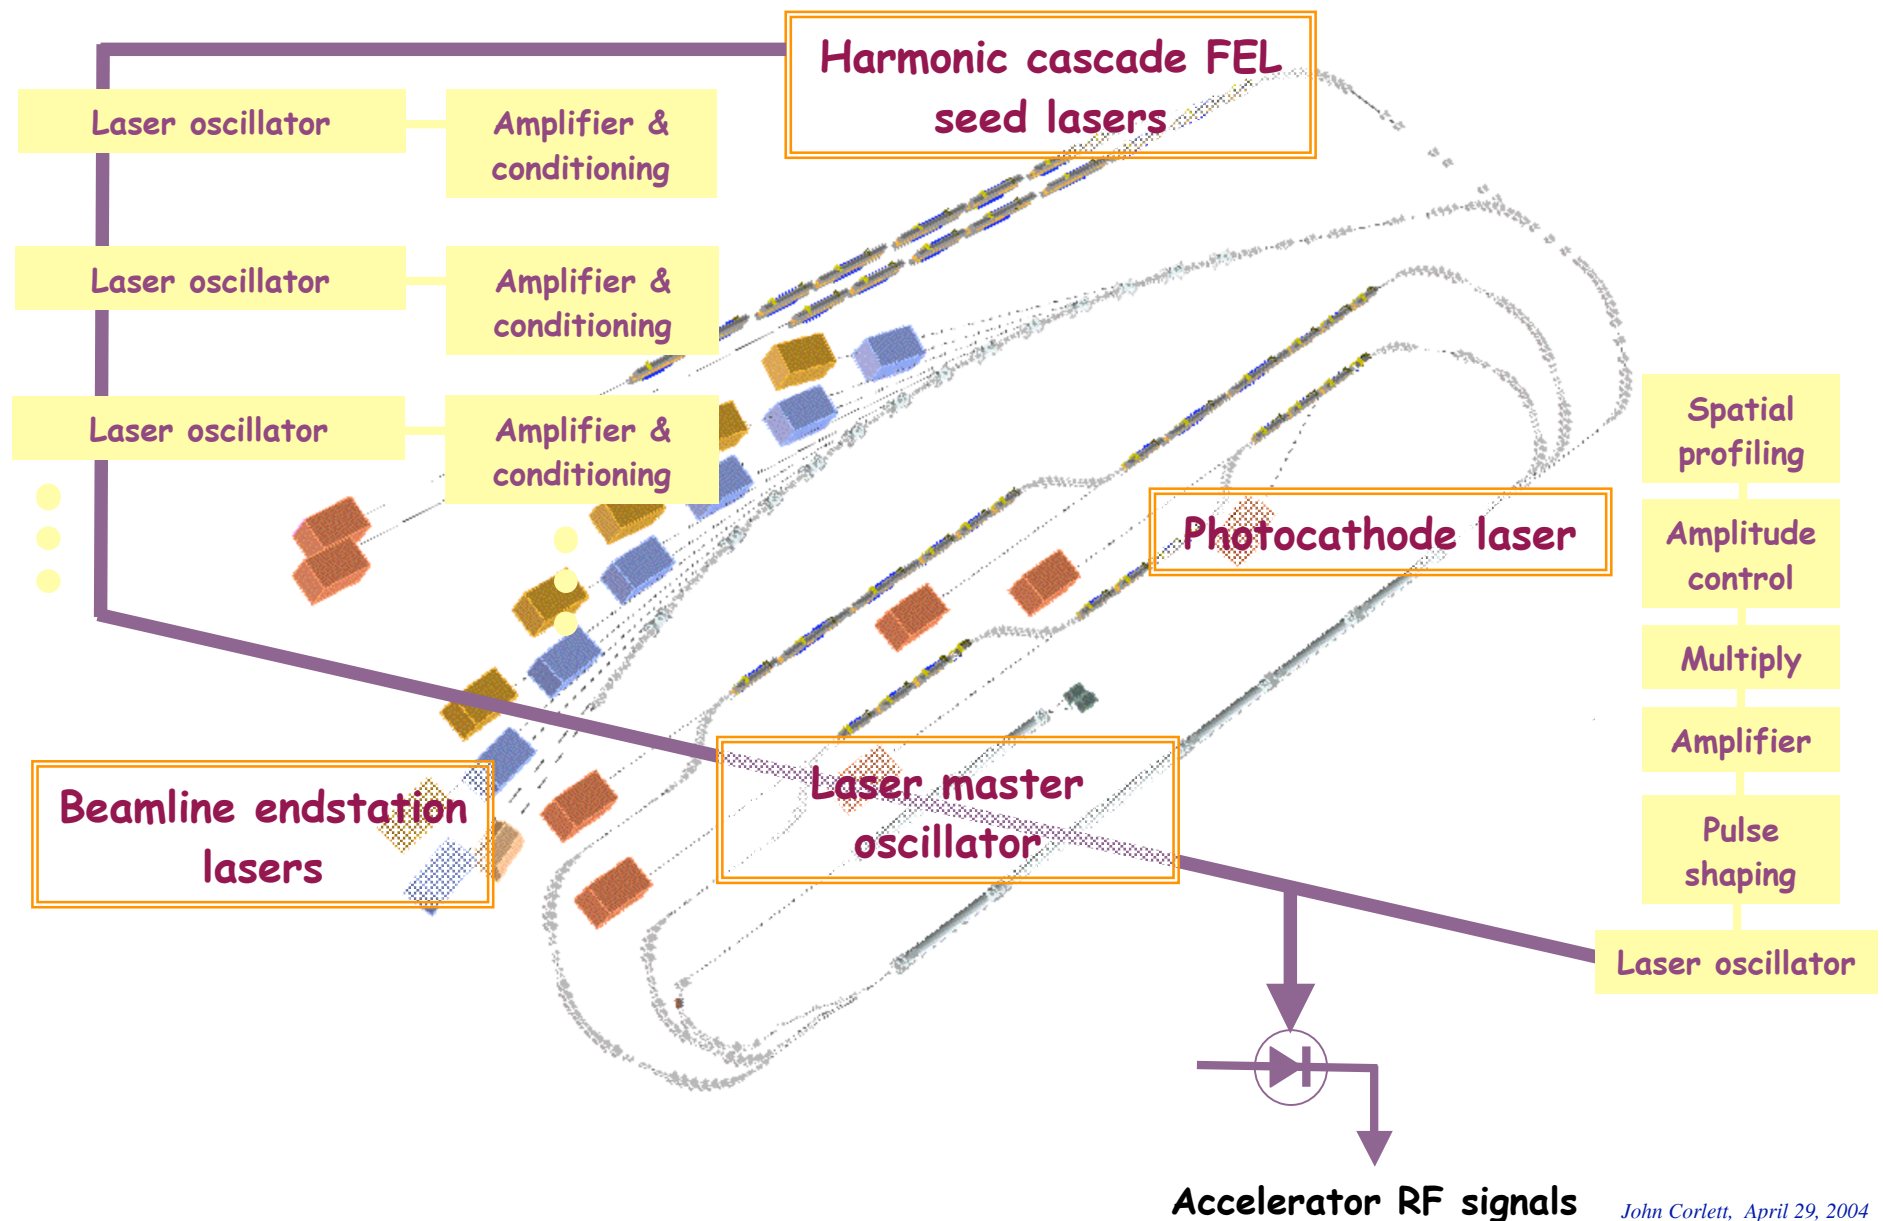 Harmonic cascade FEL
seed lasers
Laser oscillator
Amplifier &
conditioning
Laser oscillator
Amplifier &
conditioning
Laser oscillator
Amplifier &
conditioning
Spatial
profiling
Photocathode laser
Amplitude
control
Multiply
Amplifier
Beamline endstation
lasers
Laser master
oscillator
Pulse
shaping
Laser oscillator
Accelerator RF signals
John Corlett, April 29, 2004